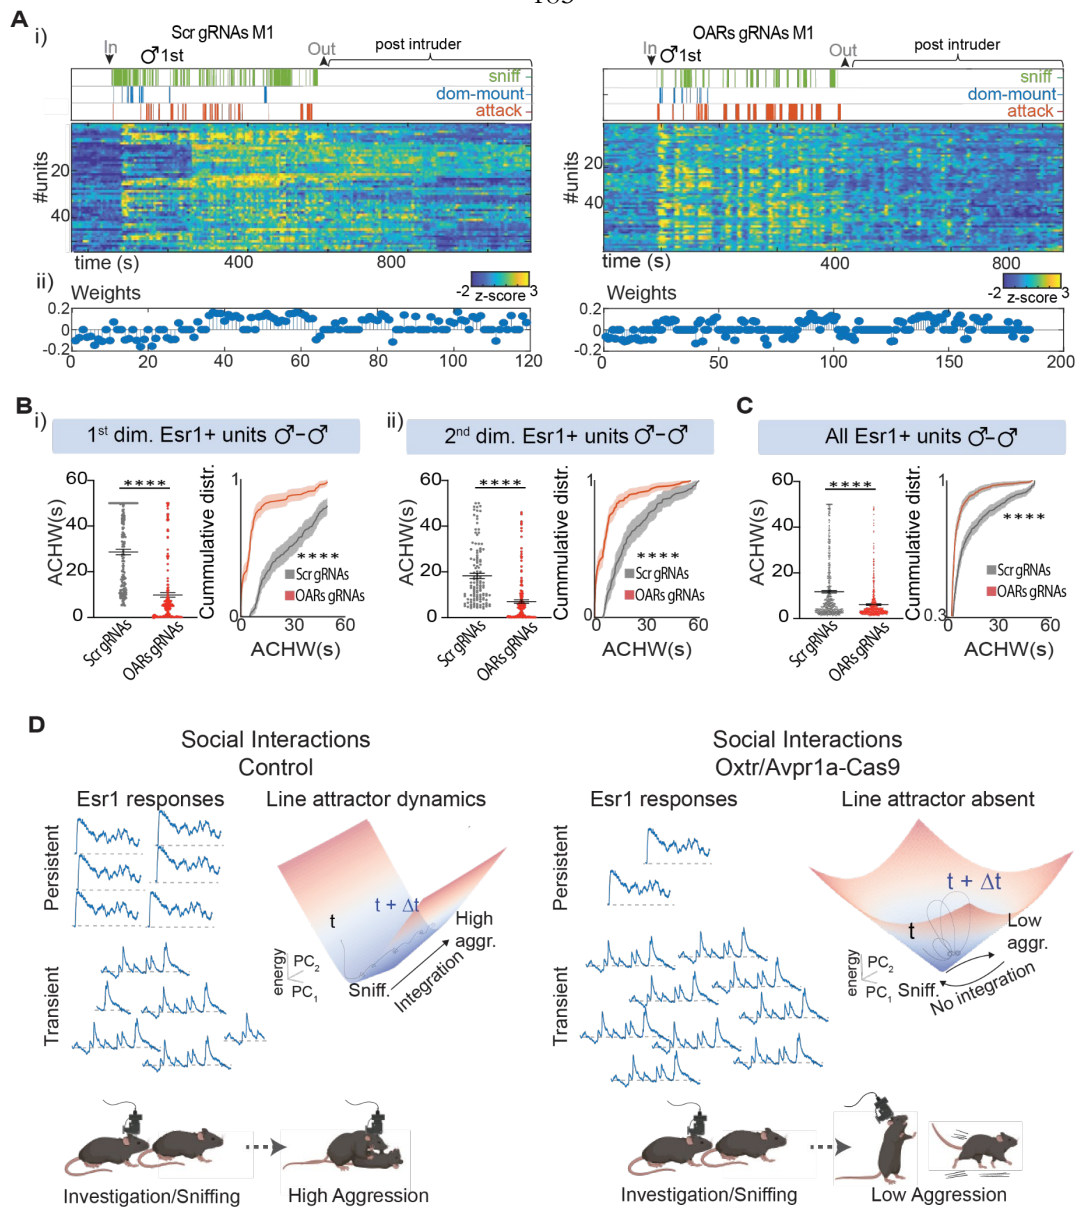 A
i)
Scr gRNAs M1
In
♂ 1st
Out
post intruder
sniff
dom-mount
attack
#units
20
40
time (s)
400
800
-2 z-score 3
OARs gRNAs M1
In
♂ 1st
Out
post intruder
sniff
dom-mount
attack
#units
20
40
time (s)
400
800
-2 z-score 3
ii)
Weights
0.2
0
-0.2
0 20 40 60 80 100 120
Weights
0.2
0
-0.2
0 50 100 150 200
B
i)
1st dim. Esr1+ units ♂-♂
60
40
20
0
ACHW(s)
****
Scr gRNAs
OARs gRNAs
Cummulative distr.
1
0
****
Scr gRNAs
OARs gRNAs
0 30 60
ACHW(s)
ii)
2nd dim. Esr1+ units ♂-♂
60
40
20
0
ACHW(s)
****
Scr gRNAs
OARs gRNAs
Cummulative distr.
1
0
****
Scr gRNAs
OARs gRNAs
0 30 60
ACHW(s)
C
All Esr1+ units ♂-♂
60
40
20
0
ACHW(s)
****
Scr gRNAs
OARs gRNAs
Cummulative distr.
1
0.3
****
Scr gRNAs
OARs gRNAs
0 30 60
ACHW(s)
D
Social Interactions
Control
Esr1 responses
Line attractor dynamics
Persistent
Transient
t
t + Δt
High
aggr.
energy
PC2
PC1
Sniff.
Integration
Investigation/Sniffing
High Aggression
Social Interactions
Oxtr/Avpr1a-Cas9
Esr1 responses
Line attractor absent
Persistent
Transient
t + Δt
t
Low
aggr.
energy
PC2
PC1
Sniff.
No integration
Investigation/Sniffing
Low Aggression